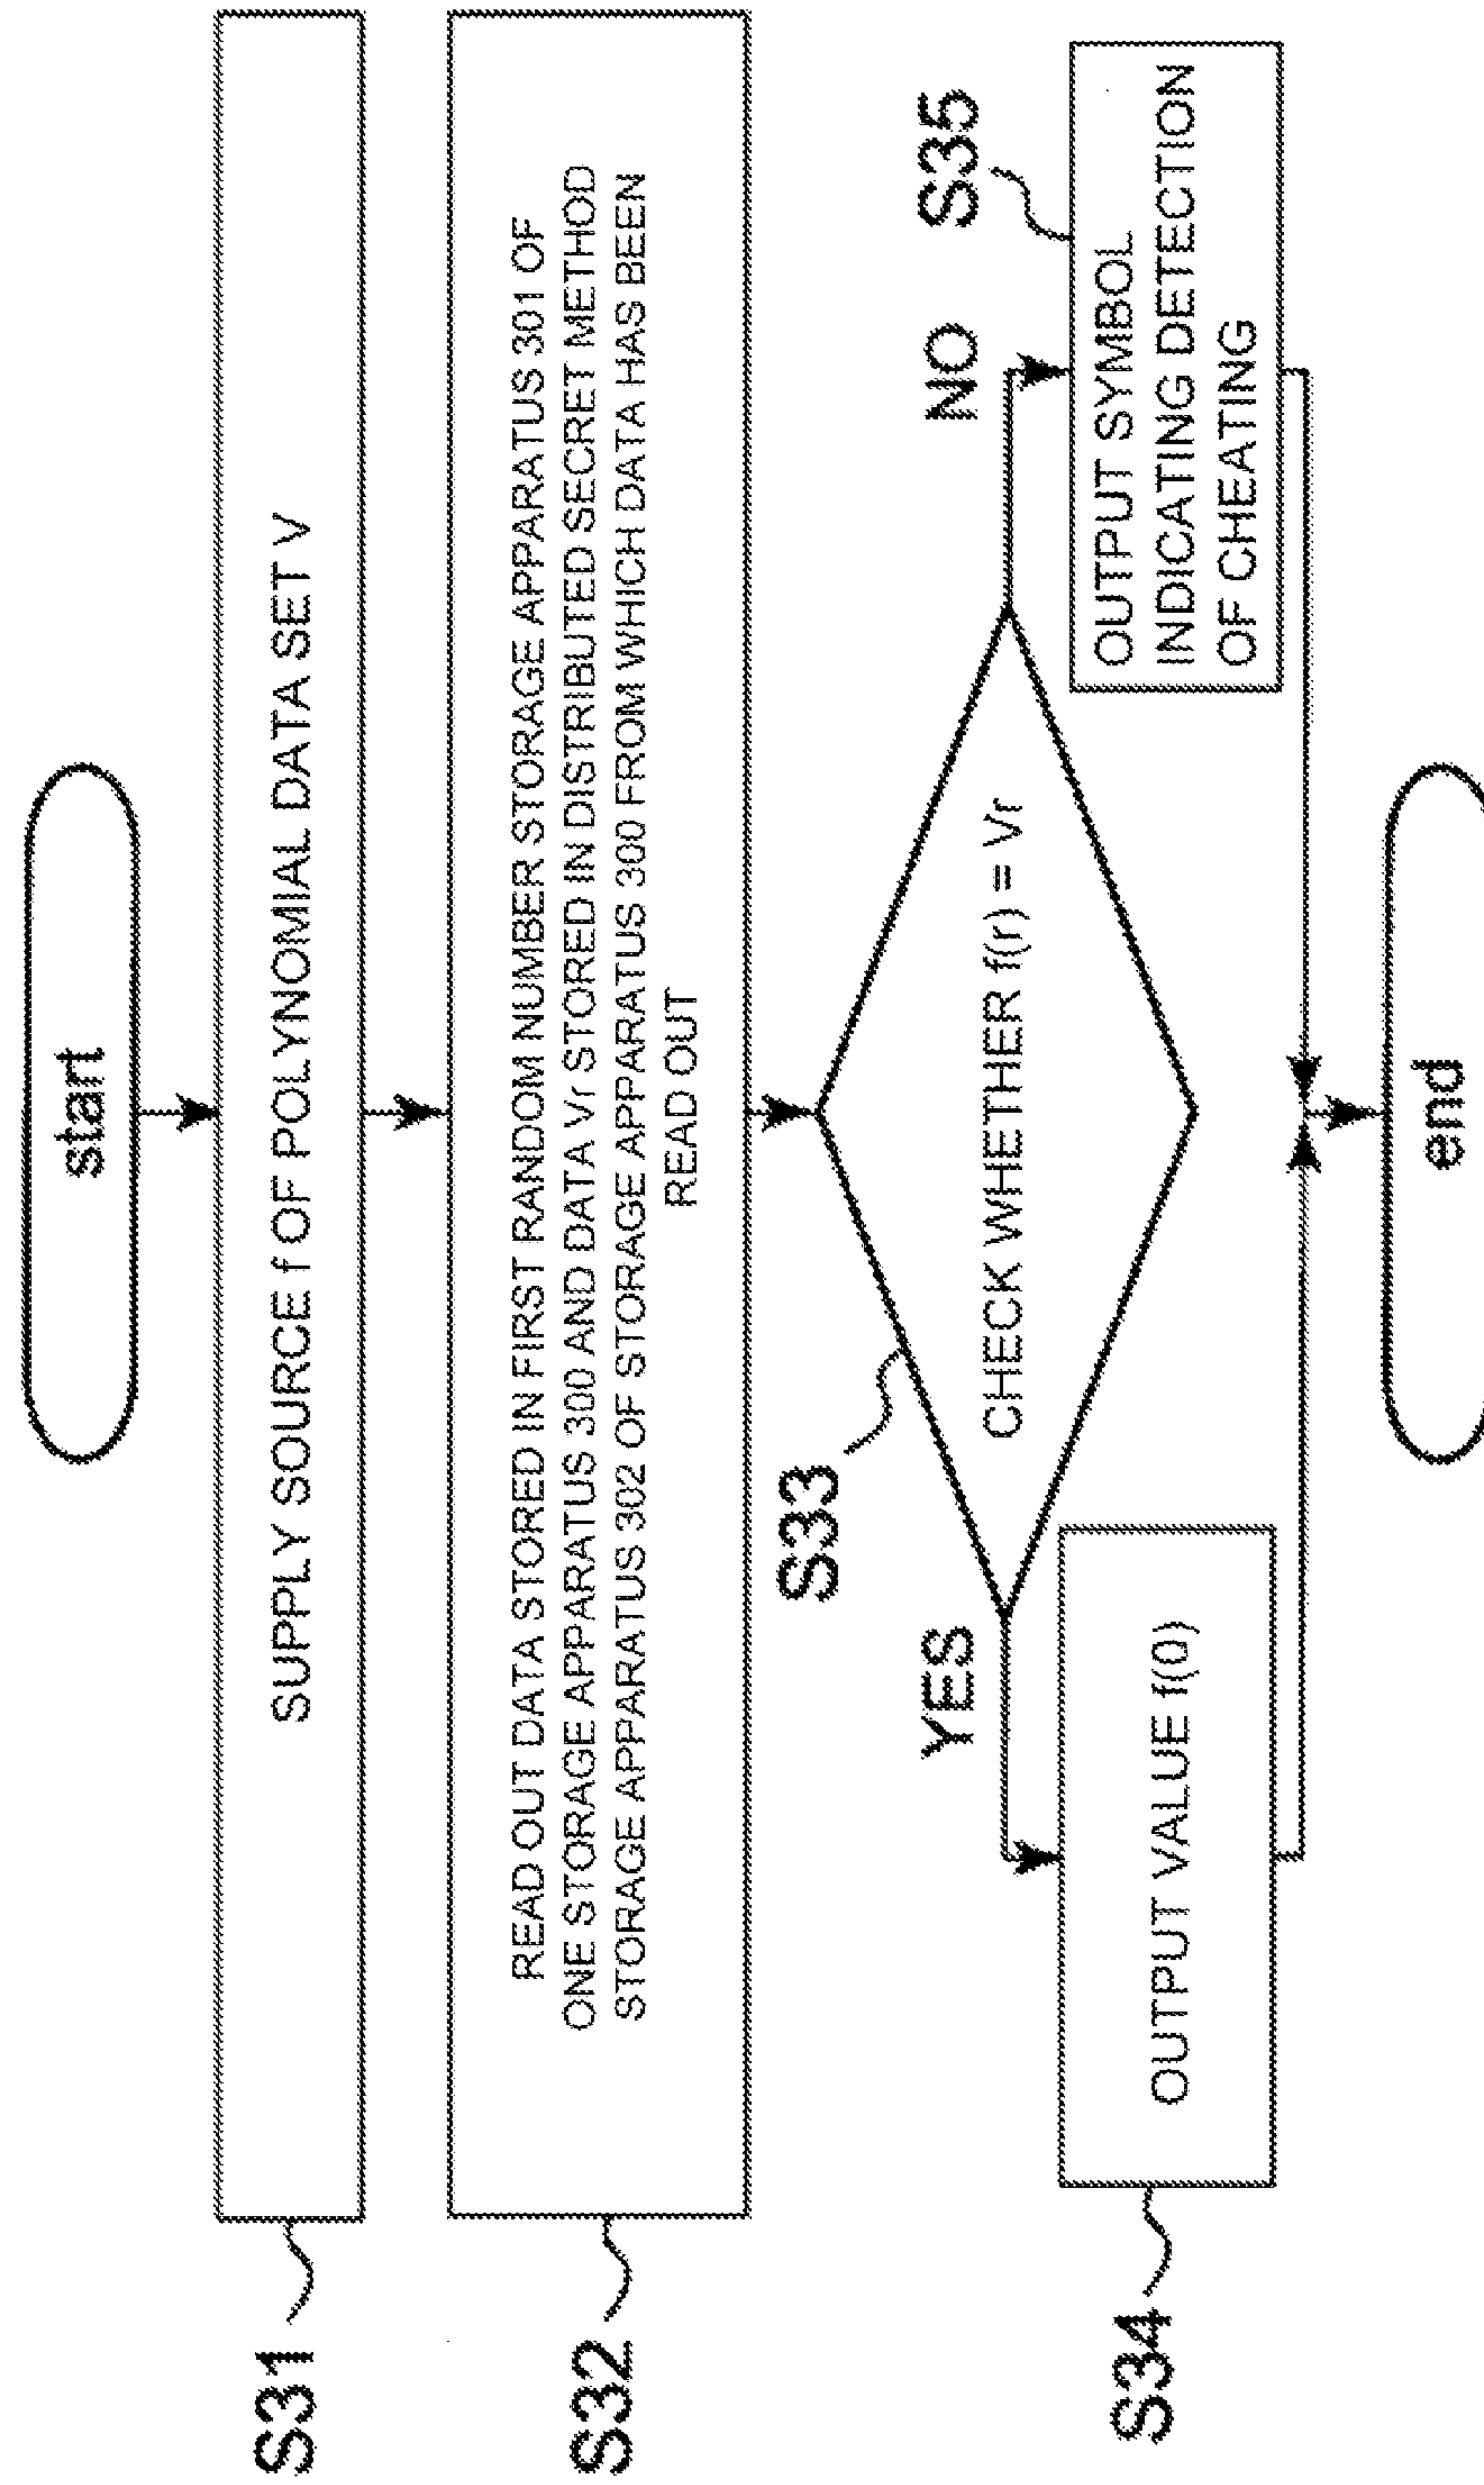 start
S31
SUPPLY SOURCE f OF POLYNOMIAL DATA SET V
S32
READ OUT DATA STORED IN FIRST RANDOM NUMBER STORAGE APPARATUS 301 OF
ONE STORAGE APPARATUS 300 AND DATA Vr STORED IN DISTRIBUTED SECRET METHOD
STORAGE APPARATUS 302 OF STORAGE APPARATUS 300 FROM WHICH DATA HAS BEEN
READ OUT
S33
CHECK WHETHER f(r) = Vr
YES
NO
S34
OUTPUT VALUE f(0)
S35
OUTPUT SYMBOL
INDICATING DETECTION
OF CHEATING
end